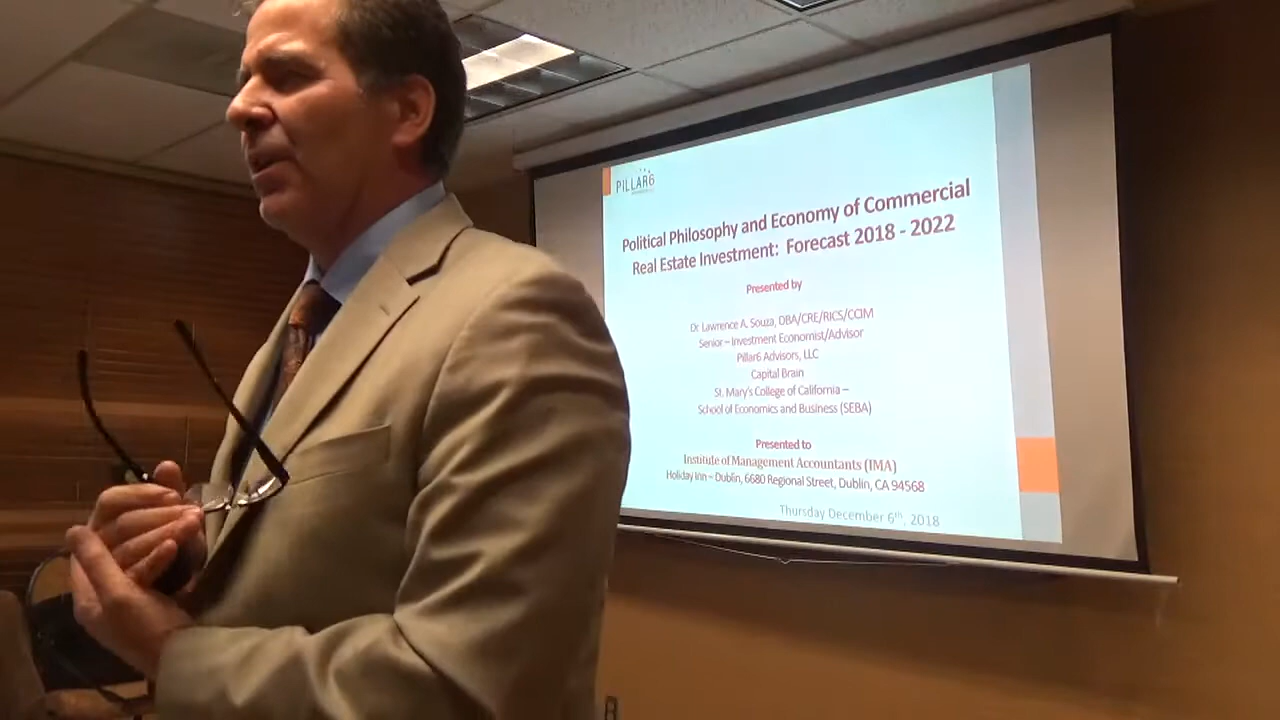 PILLAR6
Political Philosophy and Economy of Commercial
Real Estate Investment: Forecast 2018 - 2022
Presented by
Dr. Lawrence A. Souza, DBA/CRE/RICS/CCIM
Senior – Investment Economist/Advisor
Pillar6 Advisors, LLC
Capital Brain
St. Mary's College of California –
School of Economics and Business (SEBA)
Presented to
Institute of Management Accountants (IMA)
Holiday Inn – Dublin, 6680 Regional Street, Dublin, CA 94568
Thursday December 6th, 2018